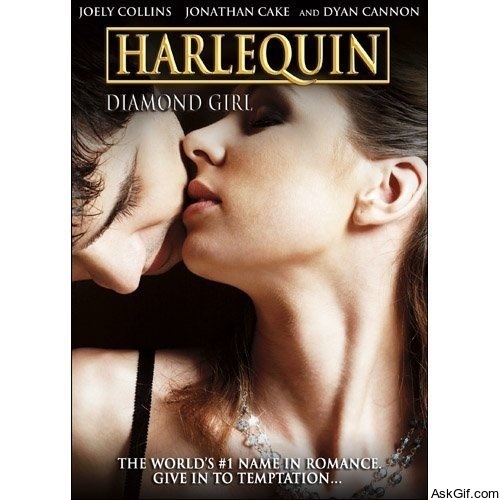 JOELY COLLINS JONATHAN CAKE AND DYAN CANNON
HARLEQUIN
DIAMOND GIRL
THE WORLD'S #1 NAME IN ROMANCE.
GIVE IN TO TEMPTATION...
AskGif.com